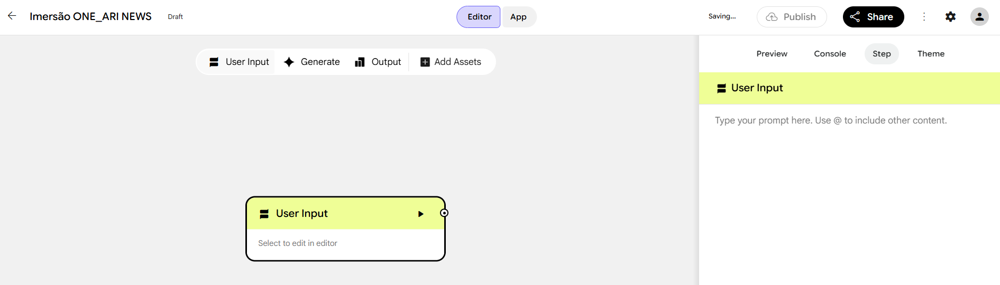 Imersão ONE_ARI NEWS Draft Editor App Saving... Publish Share
User Input Generate Output Add Assets
Preview Console Step Theme
User Input
Type your prompt here. Use @ to include other content.
User Input
Select to edit in editor